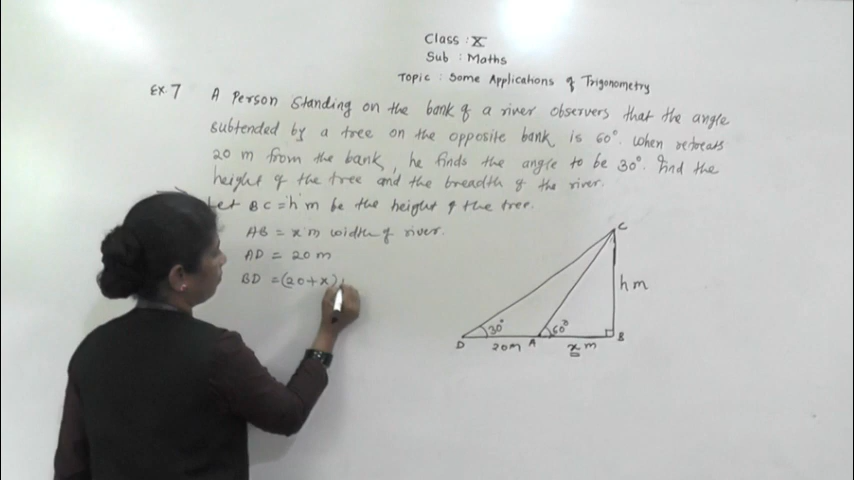 Class : X
Sub : Maths
Topic : Some Applications of Trigonometry
Ex. 7 A Person Standing on the bank of a river observers that the angle
subtended by a tree on the opposite bank is 60°. When retreats
20 m from the bank, he finds the angle to be 30°. Find the
height of the tree and the breadth of the river.
Let BC = h m be the height of the tree.
AB = x m width of river.
AD = 20 m
BD = (20+x)
C
h m
30°
60°
D 20m A x m B